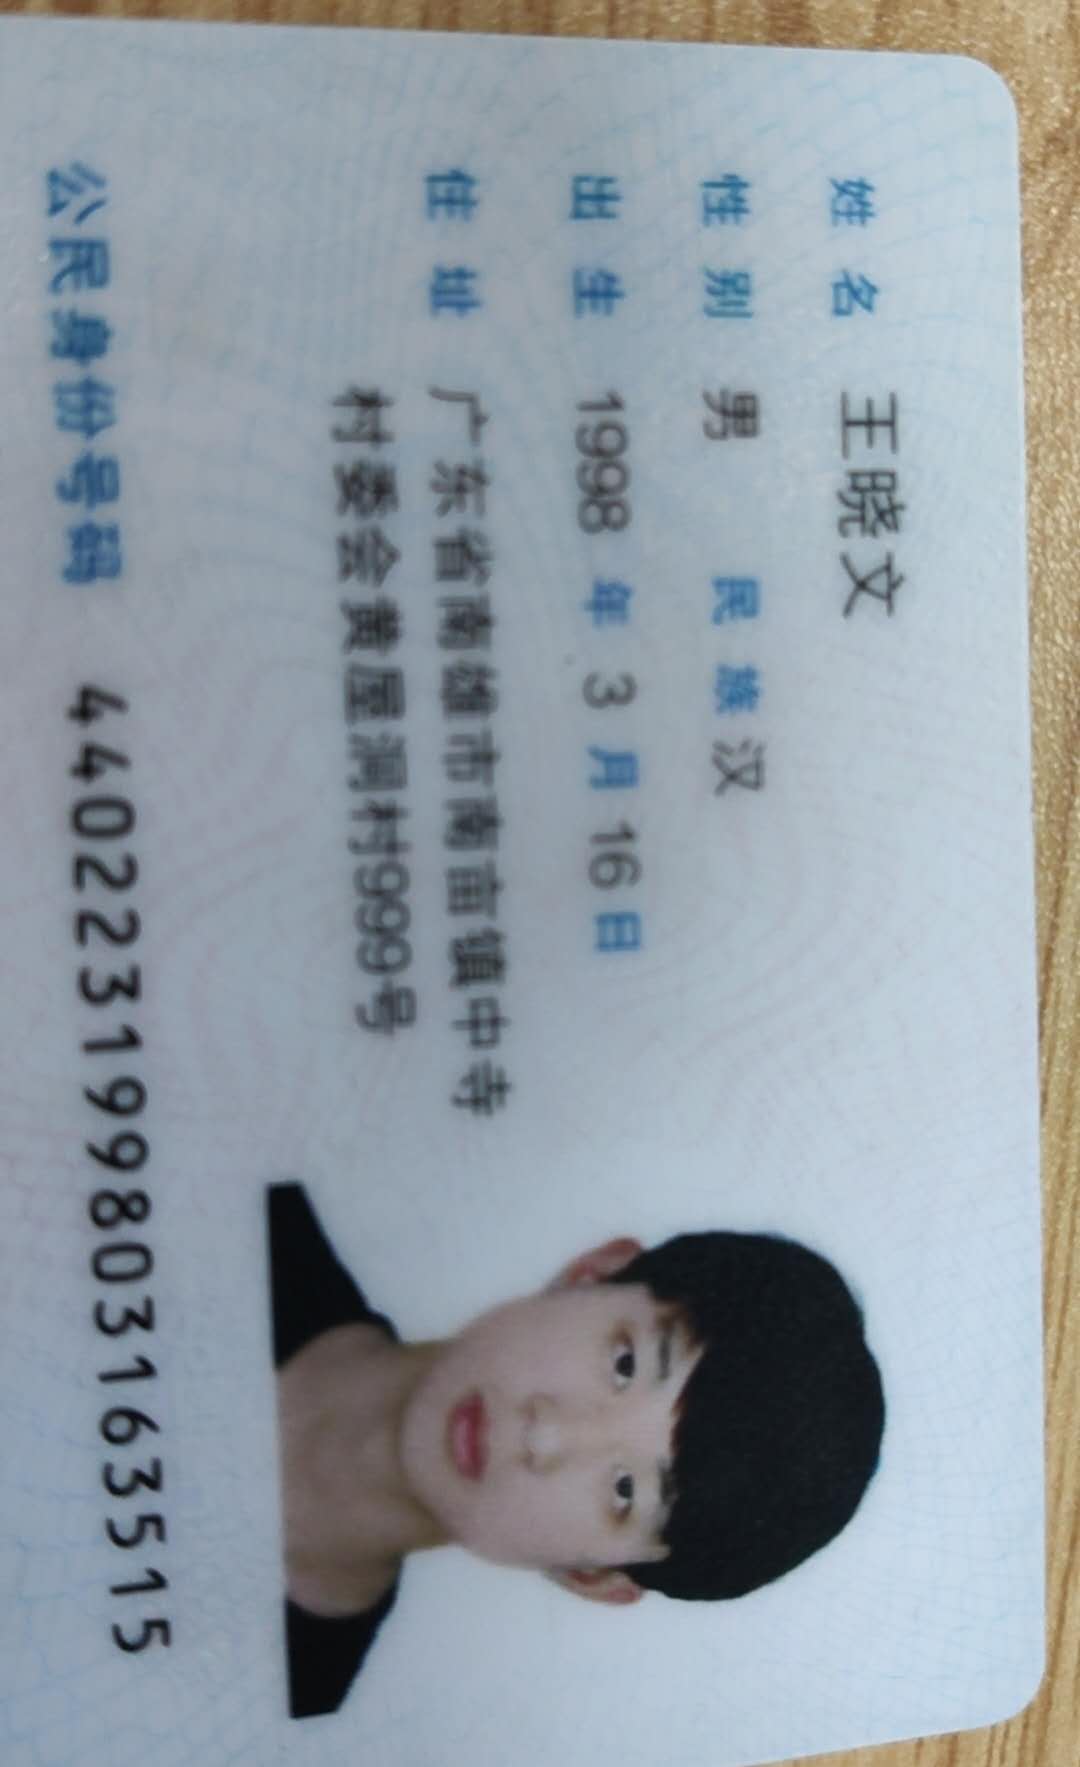 姓名 王晓文
性别 男 民族 汉
出生 1998 年 3 月 16 日
住址 广东省南雄市南亩镇中寺
村委会黄屋洞村999号
公民身份号码 440223199803163515